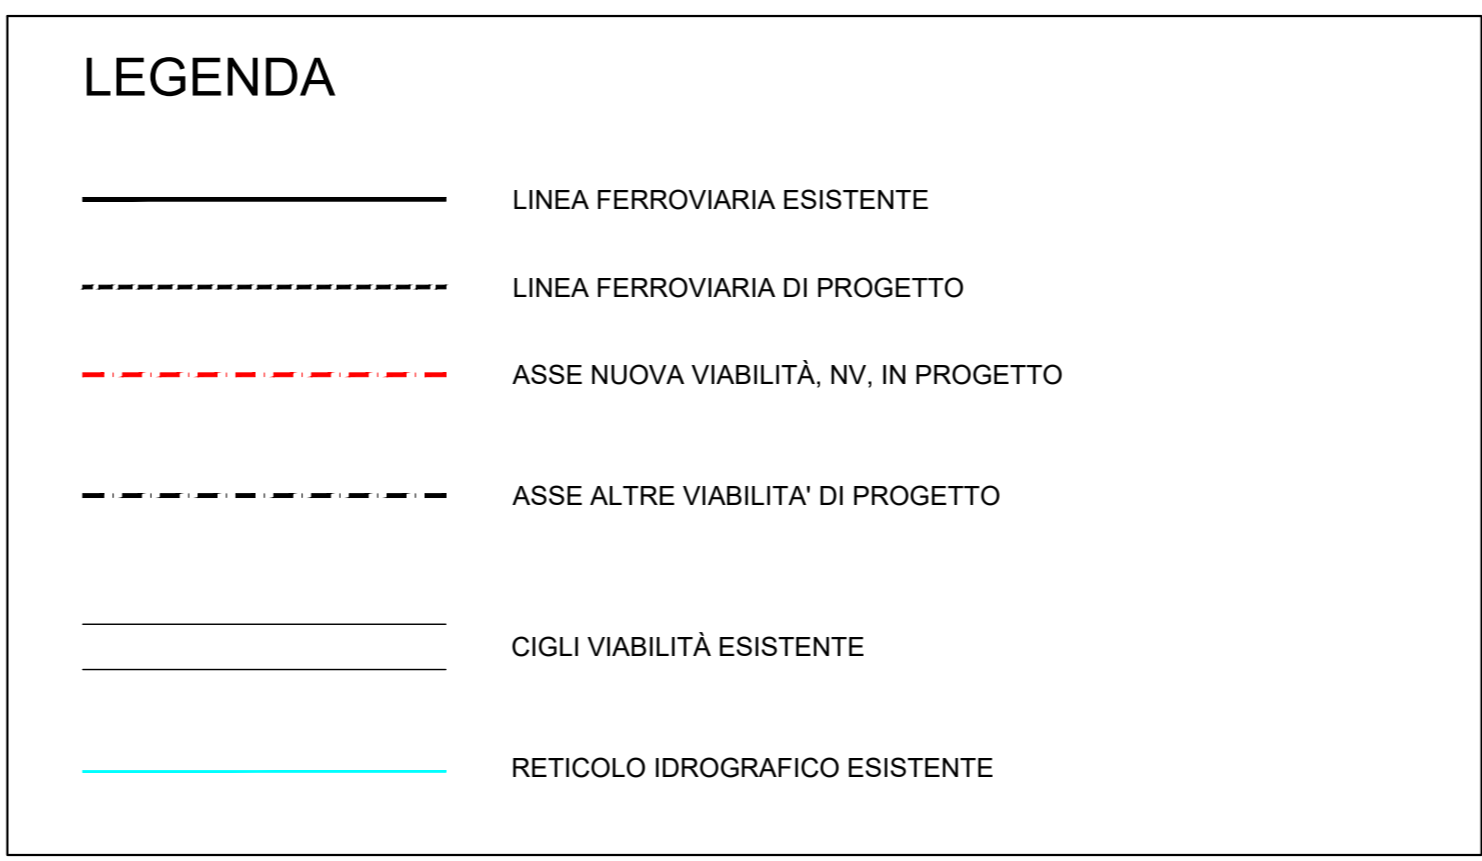 LEGENDA
LINEA FERROVIARIA ESISTENTE
LINEA FERROVIARIA DI PROGETTO
ASSE NUOVA VIABILITÀ, NV, IN PROGETTO
ASSE ALTRE VIABILITA' DI PROGETTO
CIGLI VIABILITÀ ESISTENTE
RETICOLO IDROGRAFICO ESISTENTE